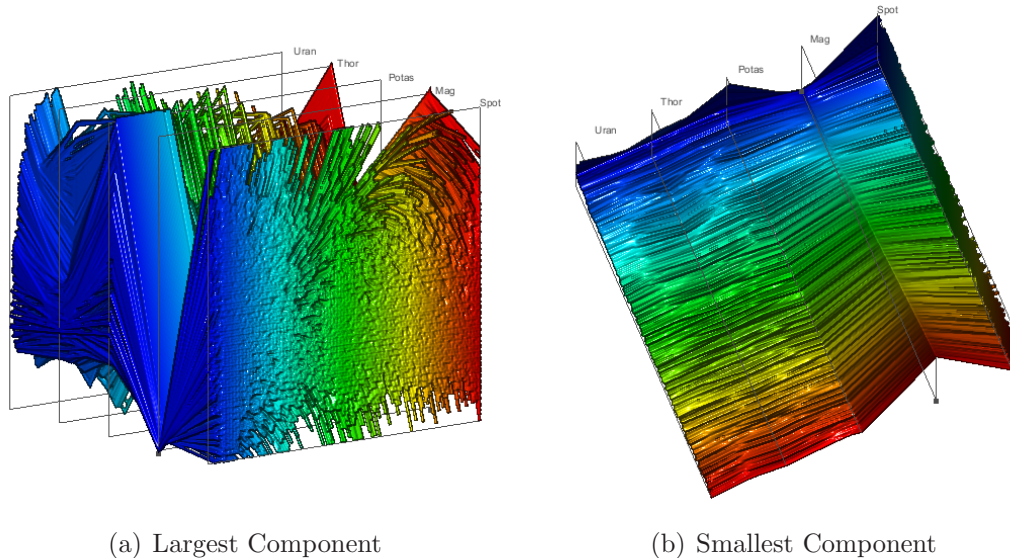 Uran
Thor
Potas
Mag
Spot
Spot
Mag
Potas
Thor
Uran
(a) Largest Component
(b) Smallest Component